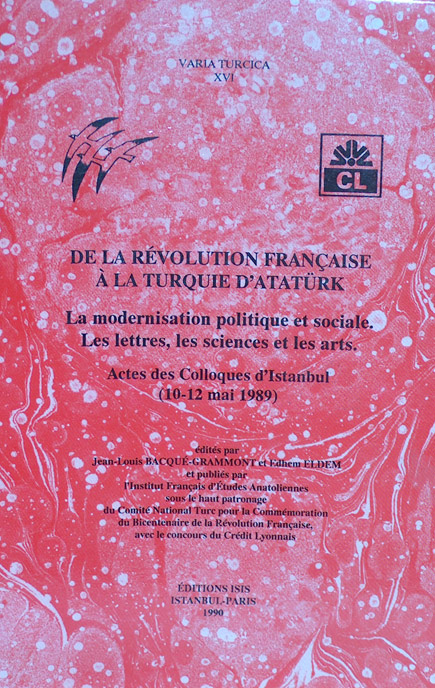 VARIA TURCICA
XVI
CL
DE LA RÉVOLUTION FRANÇAISE
À LA TURQUIE D'ATATÜRK
La modernisation politique et sociale.
Les lettres, les sciences et les arts.
Actes des Colloques d'Istanbul
(10-12 mai 1989)
édités par
Jean-Louis BACQUÉ-GRAMMONT et Edhem ELDEM
et publiés par
l'Institut Français d'Études Anatoliennes
sous le haut patronage
du Comité National Turc pour la Commémoration
du Bicentenaire de la Révolution Française,
avec le concours du Crédit Lyonnais
ÉDITIONS ISIS
ISTANBUL-PARIS
1990